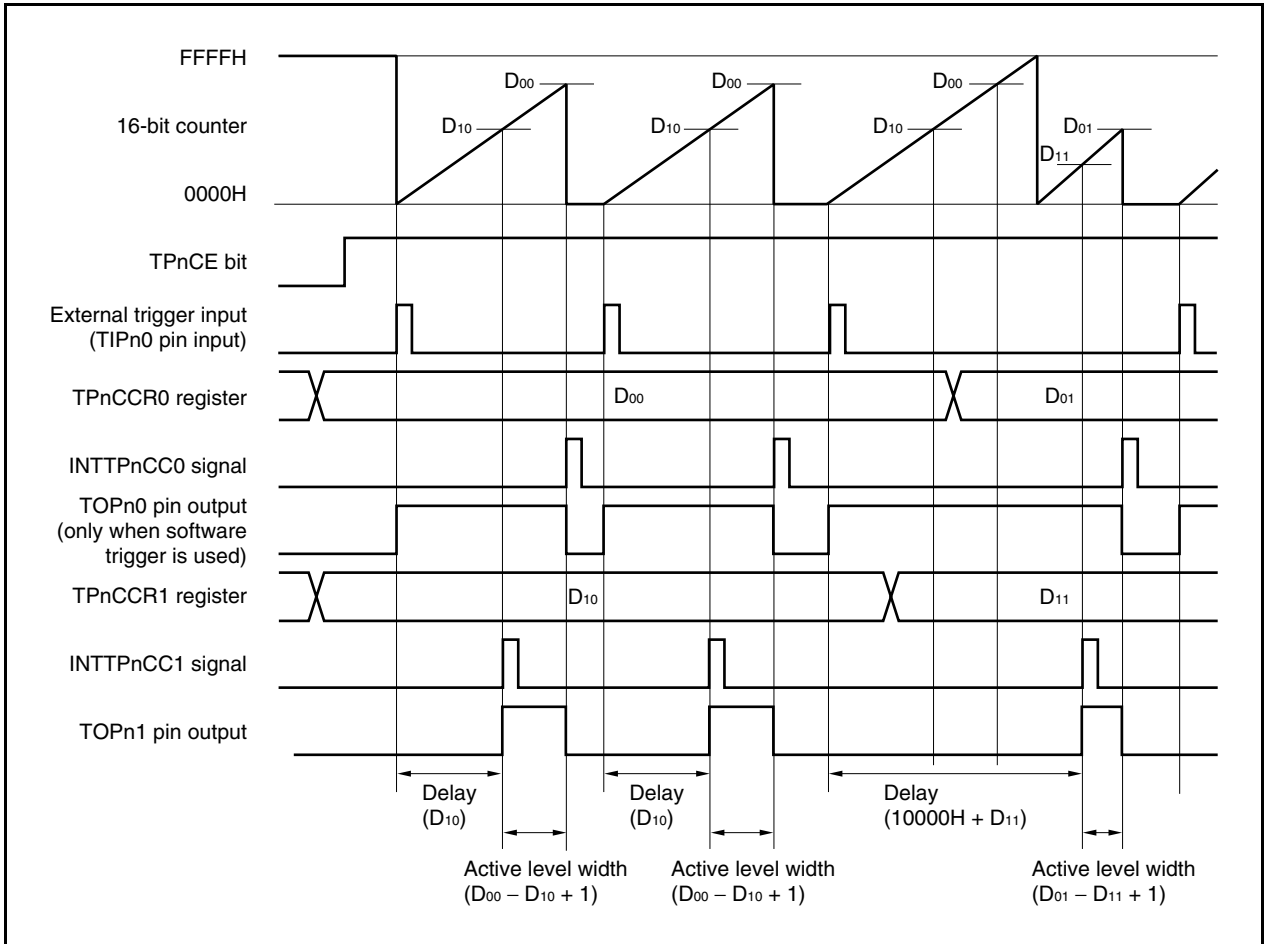 FFFFH
D00
D00
D00
16-bit counter
D10
D10
D10
D01
D11
0000H
TPnCE bit
External trigger input
(TIPn0 pin input)
TPnCCR0 register
D00
D01
INTTPnCC0 signal
TOPn0 pin output
(only when software
trigger is used)
TPnCCR1 register
D10
D11
INTTPnCC1 signal
TOPn1 pin output
Delay
(D10)
Delay
(D10)
Delay
(10000H + D11)
Active level width
(D00 − D10 + 1)
Active level width
(D00 − D10 + 1)
Active level width
(D01 − D11 + 1)